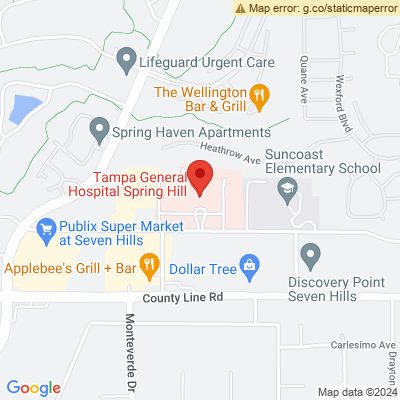 Map error: g.co/staticmaperror
Lifeguard Urgent Care
Quane Ave
Wexford Blvd
The Wellington
Bar & Grill
Spring Haven Apartments
Heathrow Ave
Suncoast
Elementary School
Tampa General
Hospital Spring Hill
Publix Super Market
at Seven Hills
Applebee's Grill + Bar
Dollar Tree
Discovery Point
Seven Hills
County Line Rd
Monteverde Dr
Carlesimo Ave
Drayton
Google
Map data ©2024